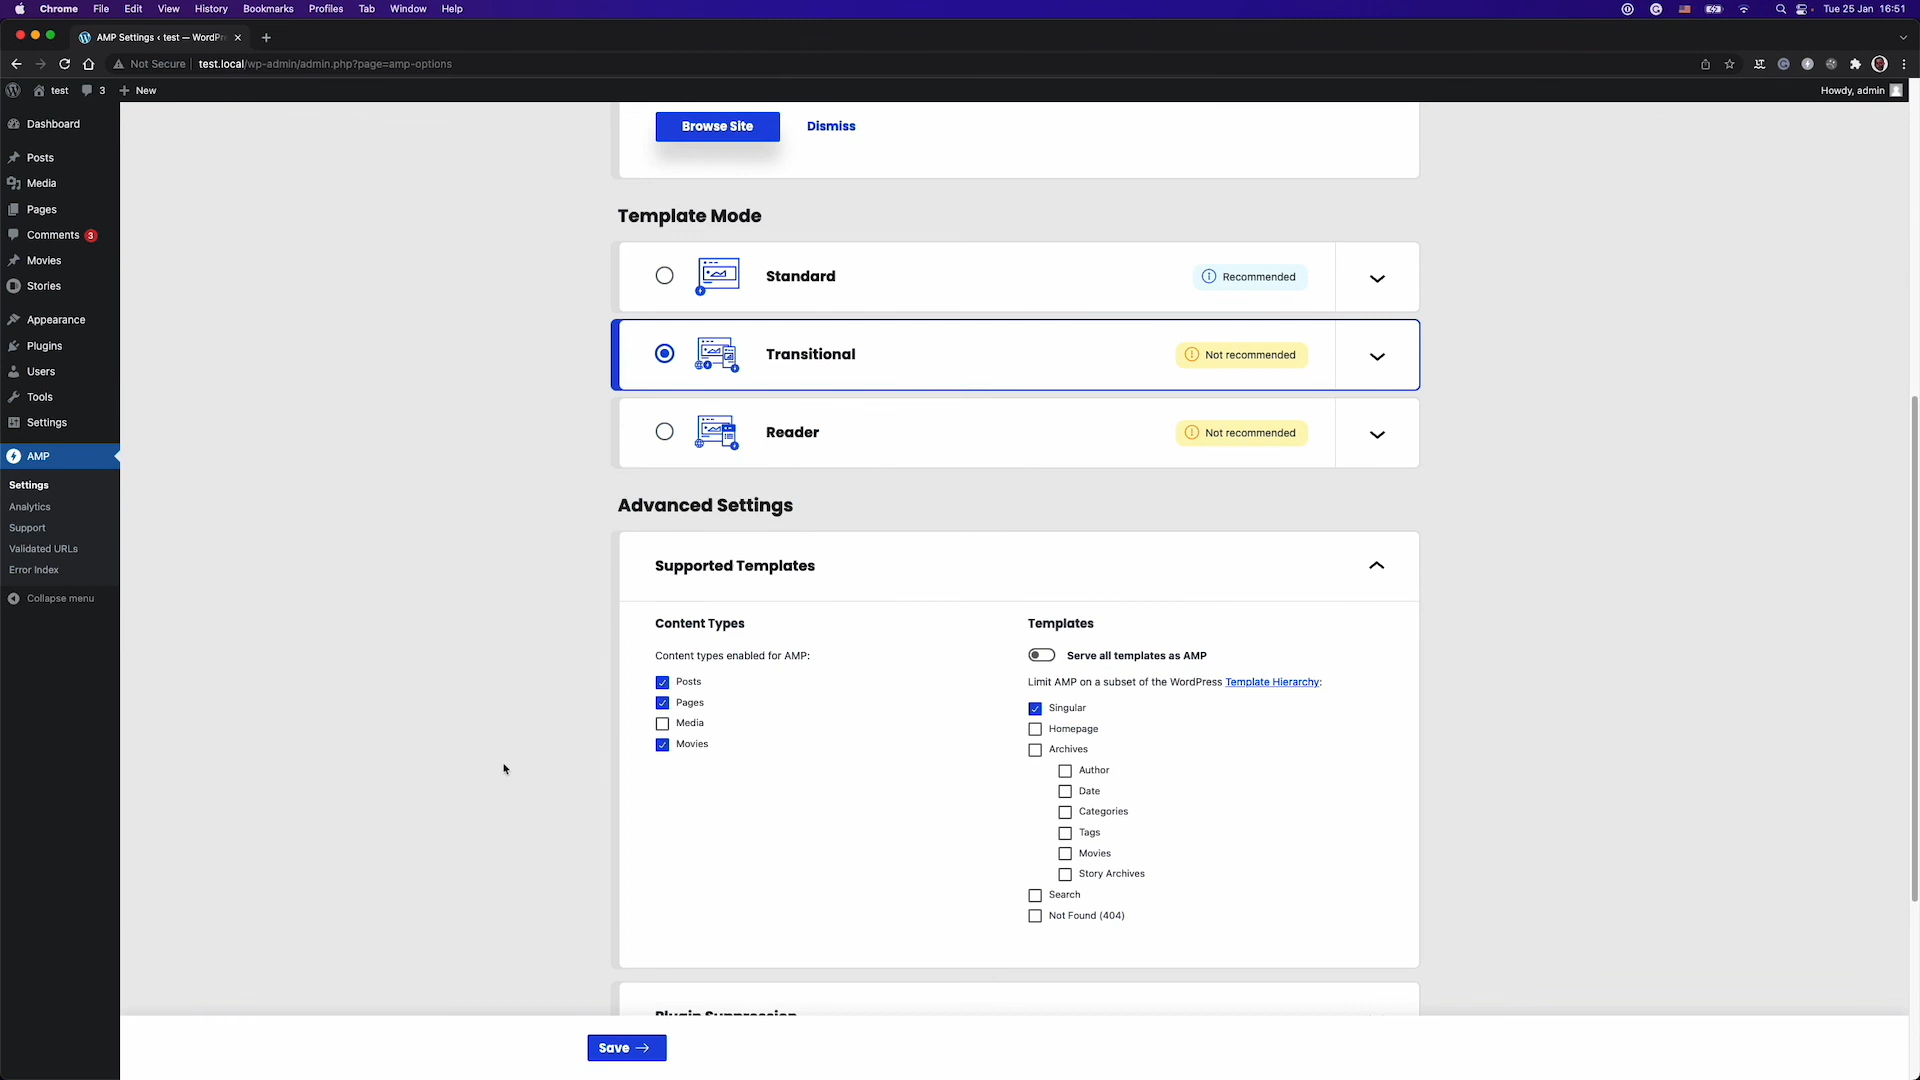 Chrome File Edit View History Bookmarks Profiles Tab Window Help Tue 25 Jan 16:51
AMP Settings ‹ test — WordPr
Not Secure test.local/wp-admin/admin.php?page=amp-options
test 3 New Howdy, admin
Dashboard
Posts
Media
Pages
Comments 3
Movies
Stories
Appearance
Plugins
Users
Tools
Settings
AMP
Settings
Analytics
Support
Validated URLs
Error Index
Collapse menu
Browse Site Dismiss
Template Mode
Standard Recommended
Transitional Not recommended
Reader Not recommended
Advanced Settings
Supported Templates
Content Types
Content types enabled for AMP:
Posts
Pages
Media
Movies
Templates
Serve all templates as AMP
Limit AMP on a subset of the WordPress Template Hierarchy:
Singular
Homepage
Archives
Author
Date
Categories
Tags
Movies
Story Archives
Search
Not Found (404)
Plugin Suppression
Save